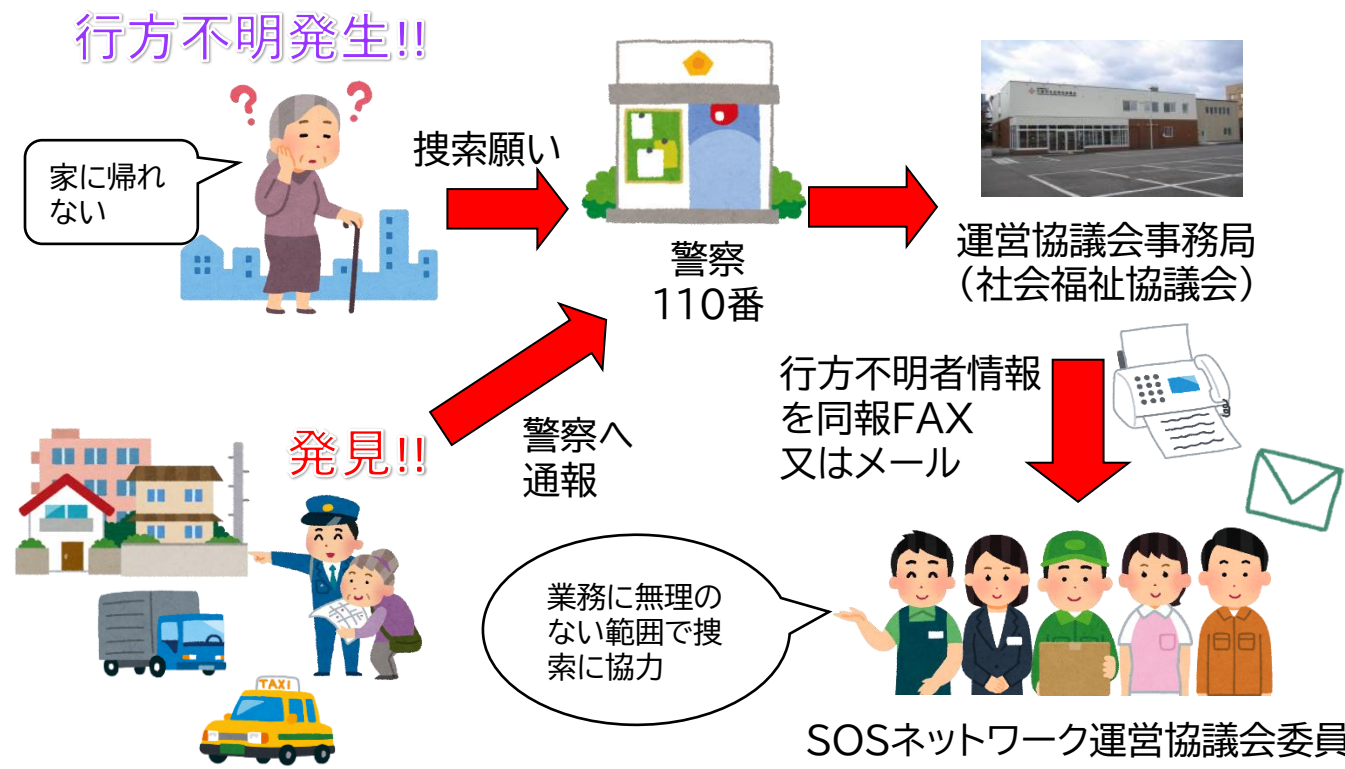 行方不明発生!!
家に帰れ
ない
捜索願い
警察
110番
運営協議会事務局
（社会福祉協議会）
行方不明者情報
を同報FAX
又はメール
警察へ
通報
発見!!
TAXI
業務に無理の
ない範囲で捜
索に協力
SOSネットワーク運営協議会委員